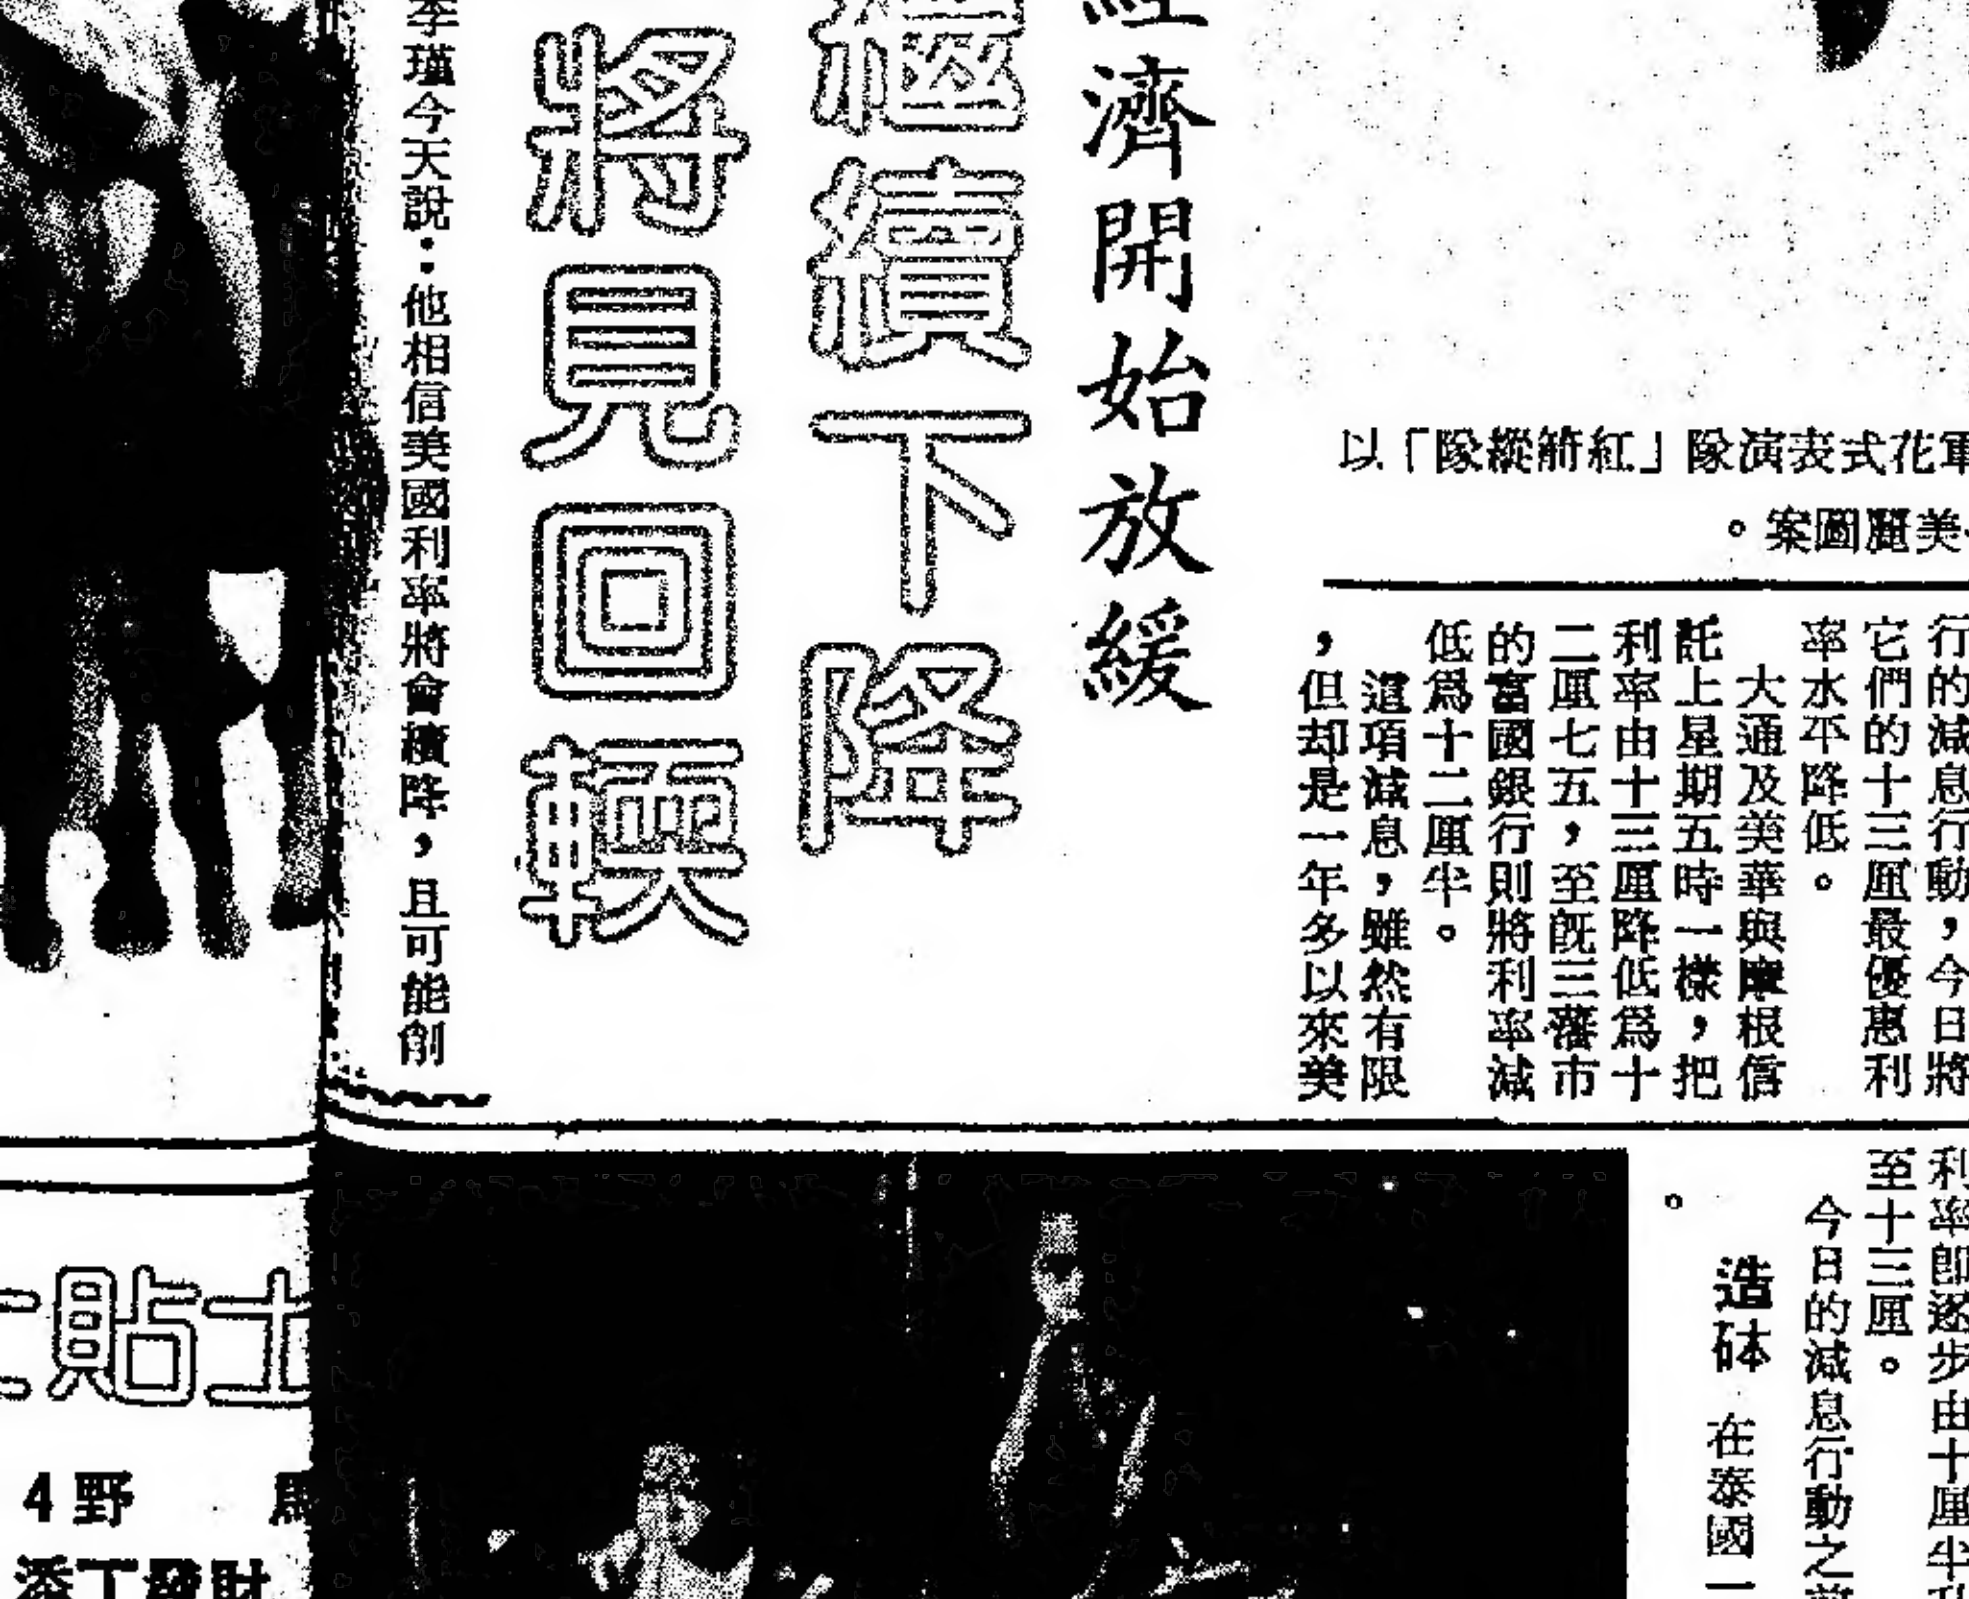 軍花式表演隊「紅箭縱隊」以
美麗圖案。
行的減息行動，今日將
它們的十三厘最優惠利
率水平降低。
大通及美華與摩根信
託上星期五時一樣，把
利率由十三厘降低爲十
二厘七五，至旣三藩市
的富國銀行則將利率減
低爲十二厘半。
這項減息，雖然有限
，但却是一年多以來美
經濟開始放緩
繼續下降
將見回輭
李瑾今天說：他相信美國利率將會續降，且可能創
利率卽逐步由十厘半升
至十三厘。
今日的減息行動之前
造砵 在泰國一
。
貼士
4 野 馬
添丁發財